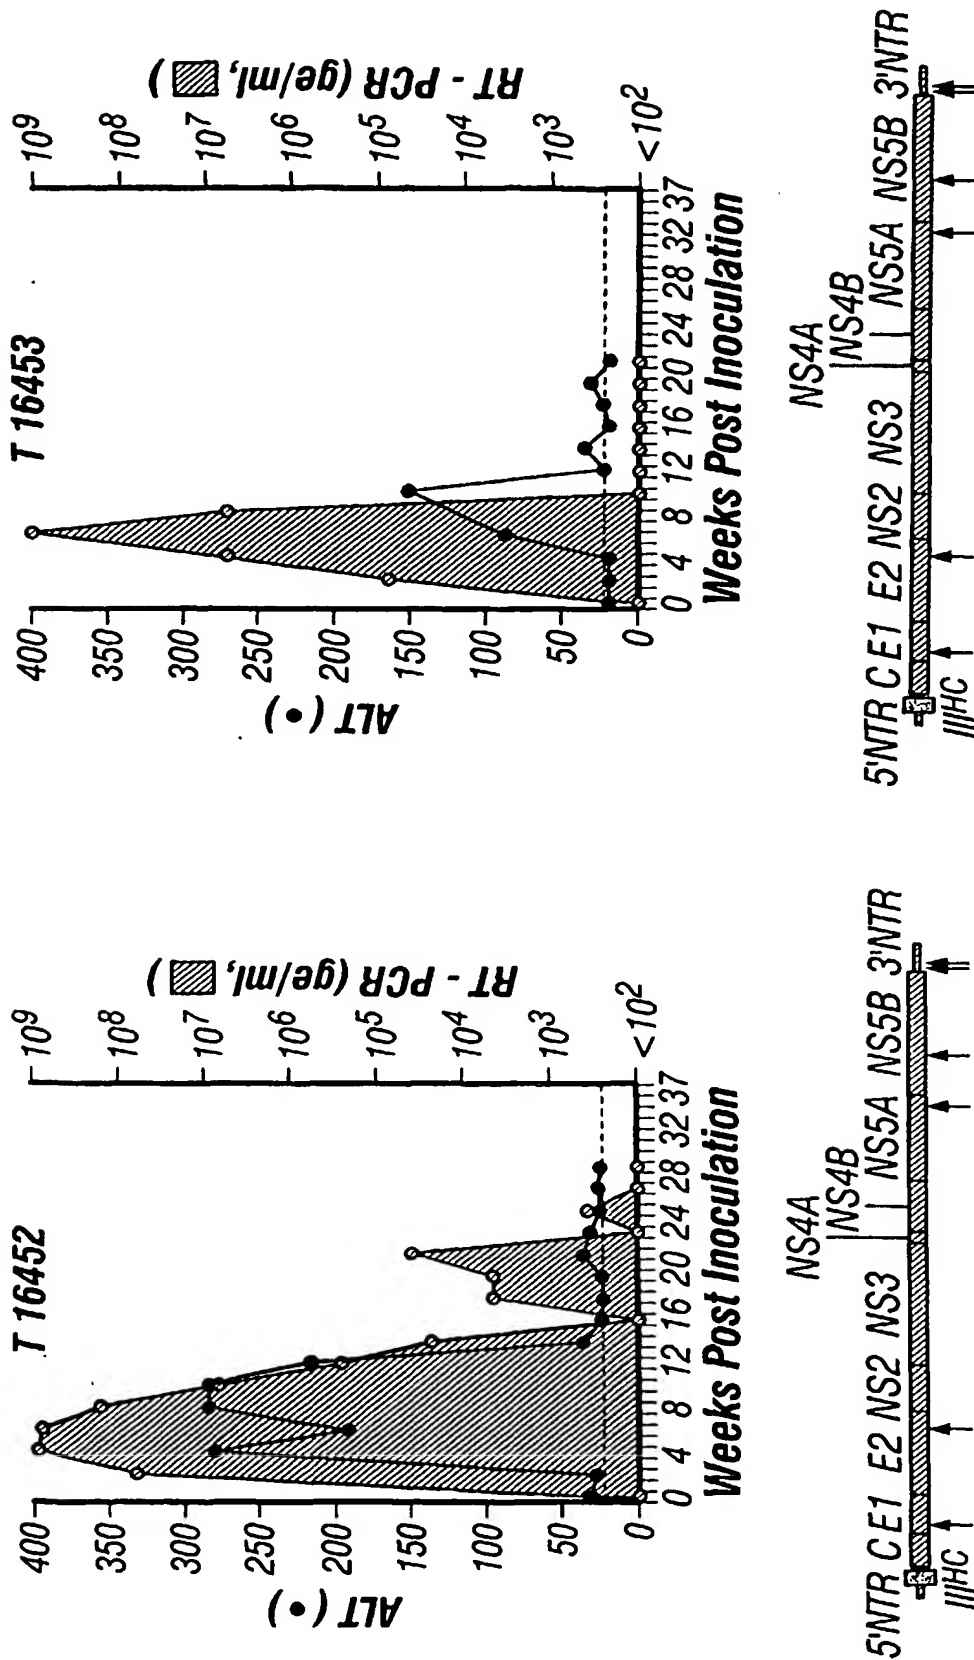 T 16452
400
350
300
250
200
150
100
50
0
ALT (●)
10⁹
10⁸
10⁷
10⁶
10⁵
10⁴
10³
<10²
RT - PCR (ge/ml, )
0 4 8 12 16 20 24 28 32 37
Weeks Post Inoculation
NS4A
NS4B
5'NTR C E1 E2 NS2 NS3 NS5A NS5B 3'NTR
HC
T 16453
400
350
300
250
200
150
100
50
0
ALT (●)
10⁹
10⁸
10⁷
10⁶
10⁵
10⁴
10³
<10²
RT - PCR (ge/ml, )
0 4 8 12 16 20 24 28 32 37
Weeks Post Inoculation
NS4A
NS4B
5'NTR C E1 E2 NS2 NS3 NS5A NS5B 3'NTR
HC